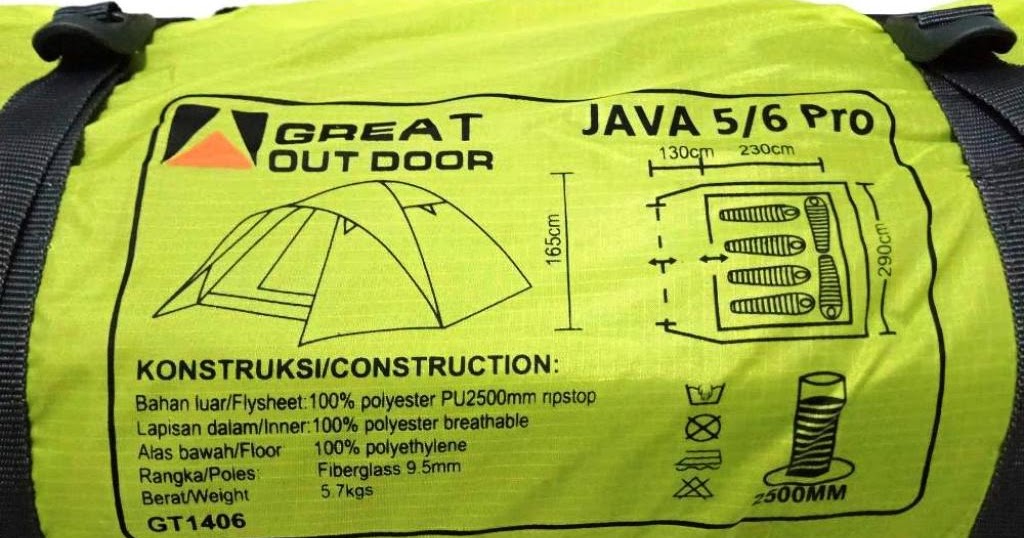 GREAT
OUTDOOR
JAVA 5/6 Pro
130cm 230cm
165cm
290cm
KONSTRUKSI/CONSTRUCTION:
Bahan luar/Flysheet: 100% polyester PU2500mm ripstop
Lapisan dalam/Inner: 100% polyester breathable
Alas bawah/Floor 100% polyethylene
Rangka/Poles: Fiberglass 9.5mm
Berat/Weight 5.7kgs
GT1406
2500MM